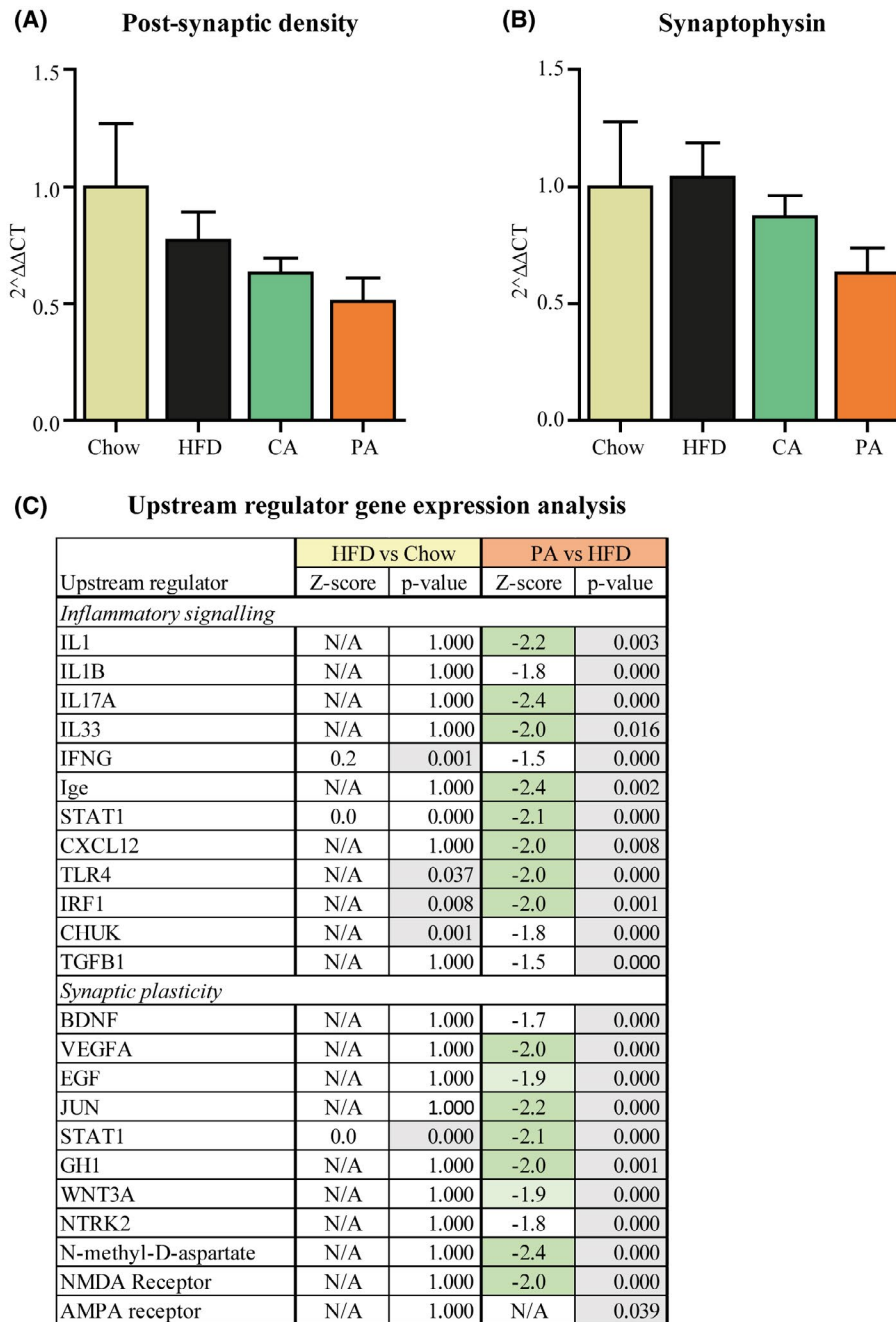 (A) Post-synaptic density
1.5
1.0
0.5
0.0
2^ΔΔCT
Chow HFD CA PA
(B) Synaptophysin
1.5
1.0
0.5
0.0
2^ΔΔCT
Chow HFD CA PA
(C) Upstream regulator gene expression analysis
HFD vs Chow PA vs HFD
Upstream regulator Z-score p-value Z-score p-value
Inflammatory signalling
IL1 N/A 1.000 -2.2 0.003
IL1B N/A 1.000 -1.8 0.000
IL17A N/A 1.000 -2.4 0.000
IL33 N/A 1.000 -2.0 0.016
IFNG 0.2 0.001 -1.5 0.000
Ige N/A 1.000 -2.4 0.002
STAT1 0.0 0.000 -2.1 0.000
CXCL12 N/A 1.000 -2.0 0.008
TLR4 N/A 0.037 -2.0 0.000
IRF1 N/A 0.008 -2.0 0.001
CHUK N/A 0.001 -1.8 0.000
TGFB1 N/A 1.000 -1.5 0.000
Synaptic plasticity
BDNF N/A 1.000 -1.7 0.000
VEGFA N/A 1.000 -2.0 0.000
EGF N/A 1.000 -1.9 0.000
JUN N/A 1.000 -2.2 0.000
STAT1 0.0 0.000 -2.1 0.000
GH1 N/A 1.000 -2.0 0.001
WNT3A N/A 1.000 -1.9 0.000
NTRK2 N/A 1.000 -1.8 0.000
N-methyl-D-aspartate N/A 1.000 -2.4 0.000
NMDA Receptor N/A 1.000 -2.0 0.000
AMPA receptor N/A 1.000 N/A 0.039